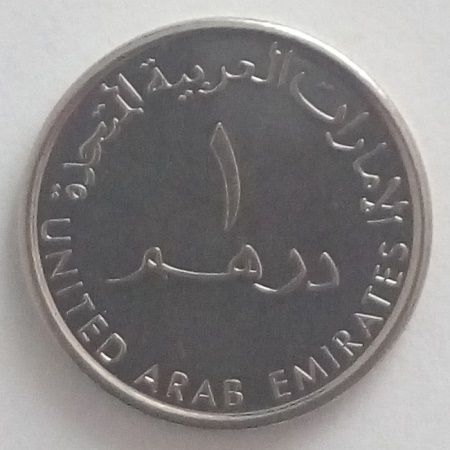 الإمارات العربية المتحدة
١
درهم
UNITED ARAB EMIRATES